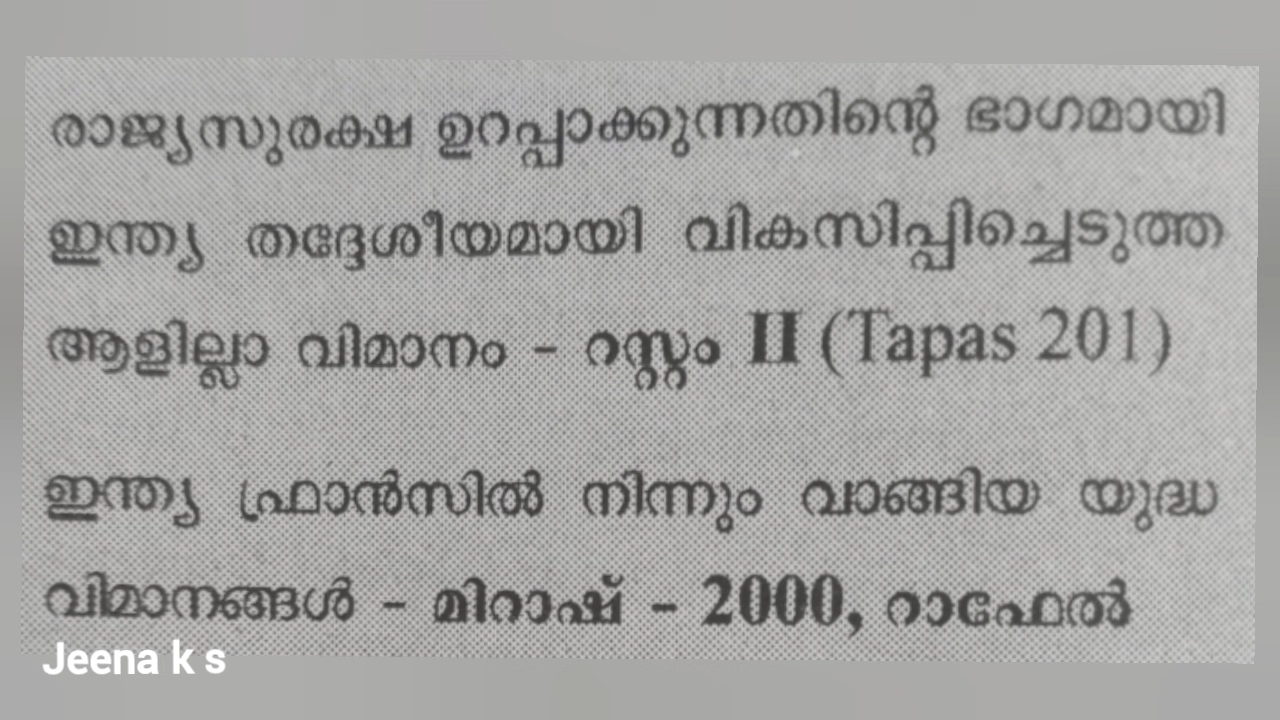 രാജ്യസുരക്ഷ ഉറപ്പാക്കുന്നതിന്റെ ഭാഗമായി
ഇന്ത്യ തദ്ദേശീയമായി വികസിപ്പിച്ചെടുത്ത
ആളില്ലാ വിമാനം - റസ്റ്റം II (Tapas 201)
ഇന്ത്യ ഫ്രാൻസിൽ നിന്നും വാങ്ങിയ യുദ്ധ
വിമാനങ്ങൾ - മിറാഷ് - 2000, റാഫേൽ
Jeena k s